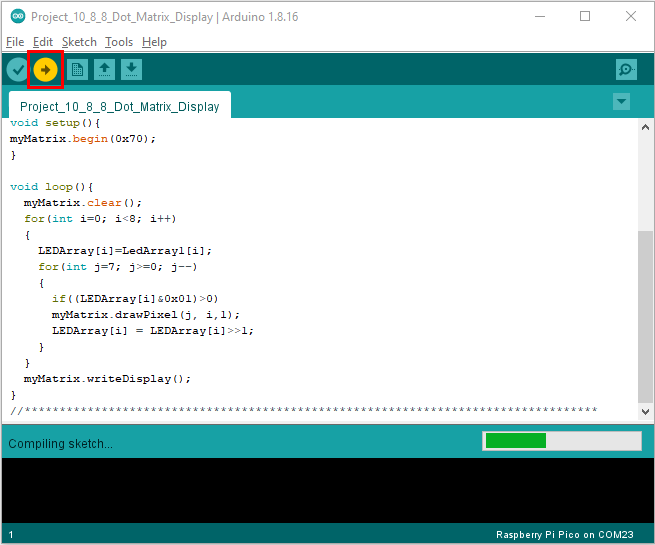 Project_10_8_8_Dot_Matrix_Display | Arduino 1.8.16
File Edit Sketch Tools Help
Project_10_8_8_Dot_Matrix_Display
void setup(){
myMatrix.begin(0x70);
}
void loop(){
  myMatrix.clear();
  for(int i=0; i<8; i++)
  {
    LEDArray[i]=LedArray1[i];
    for(int j=7; j>=0; j--)
    {
      if((LEDArray[i]&0x01)>0)
      myMatrix.drawPixel(j, i,1);
      LEDArray[i] = LEDArray[i]>>1;
    }
  }
  myMatrix.writeDisplay();
}
//**********************************************************************************
Compiling sketch...
1 Raspberry Pi Pico on COM23